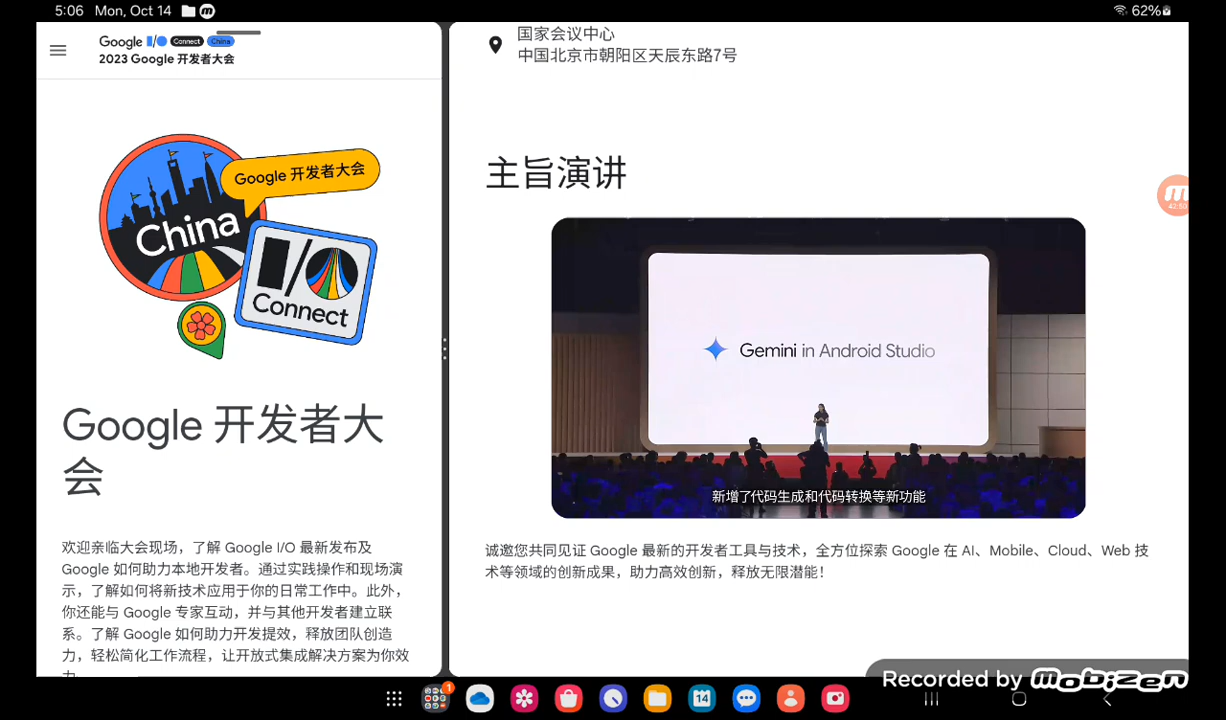 5:06 Mon, Oct 14
62%
Google I/O Connect China
2023 Google 开发者大会
Google 开发者大会
China
I/O
Connect
Google 开发者大
会
欢迎亲临大会现场，了解 Google I/O 最新发布及
Google 如何助力本地开发者。通过实践操作和现场演
示，了解如何将新技术应用于你的日常工作中。此外，
你还能与 Google 专家互动，并与其他开发者建立联
系。了解 Google 如何助力开发提效，释放团队创造
力，轻松简化工作流程，让开放式集成解决方案为你效
力。
国家会议中心
中国北京市朝阳区天辰东路7号
主旨演讲
Gemini in Android Studio
新增了代码生成和代码转换等新功能
诚邀您共同见证 Google 最新的开发者工具与技术，全方位探索 Google 在 AI、Mobile、Cloud、Web 技
术等领域的创新成果，助力高效创新，释放无限潜能！
42:50
Recorded by mobizen
1
14